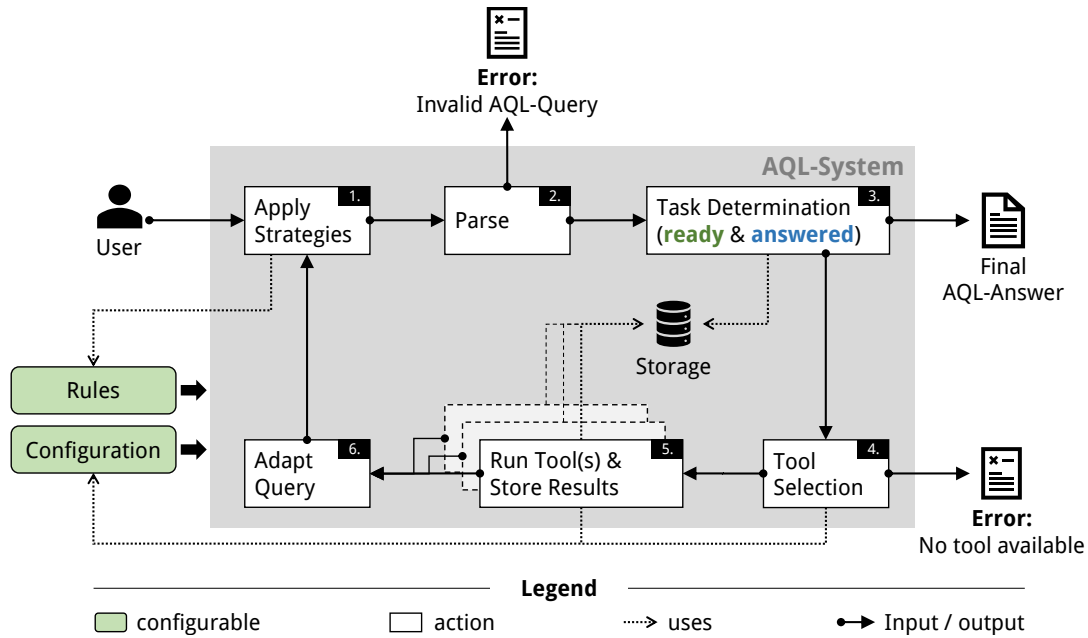 Error:
Invalid AQL-Query
AQL-System
User
1.
Apply
Strategies
2.
Parse
3.
Task Determination
(ready & answered)
Final
AQL-Answer
Storage
Rules
Configuration
6.
Adapt
Query
5.
Run Tool(s) &
Store Results
4.
Tool
Selection
Error:
No tool available
Legend
configurable
action
uses
Input / output